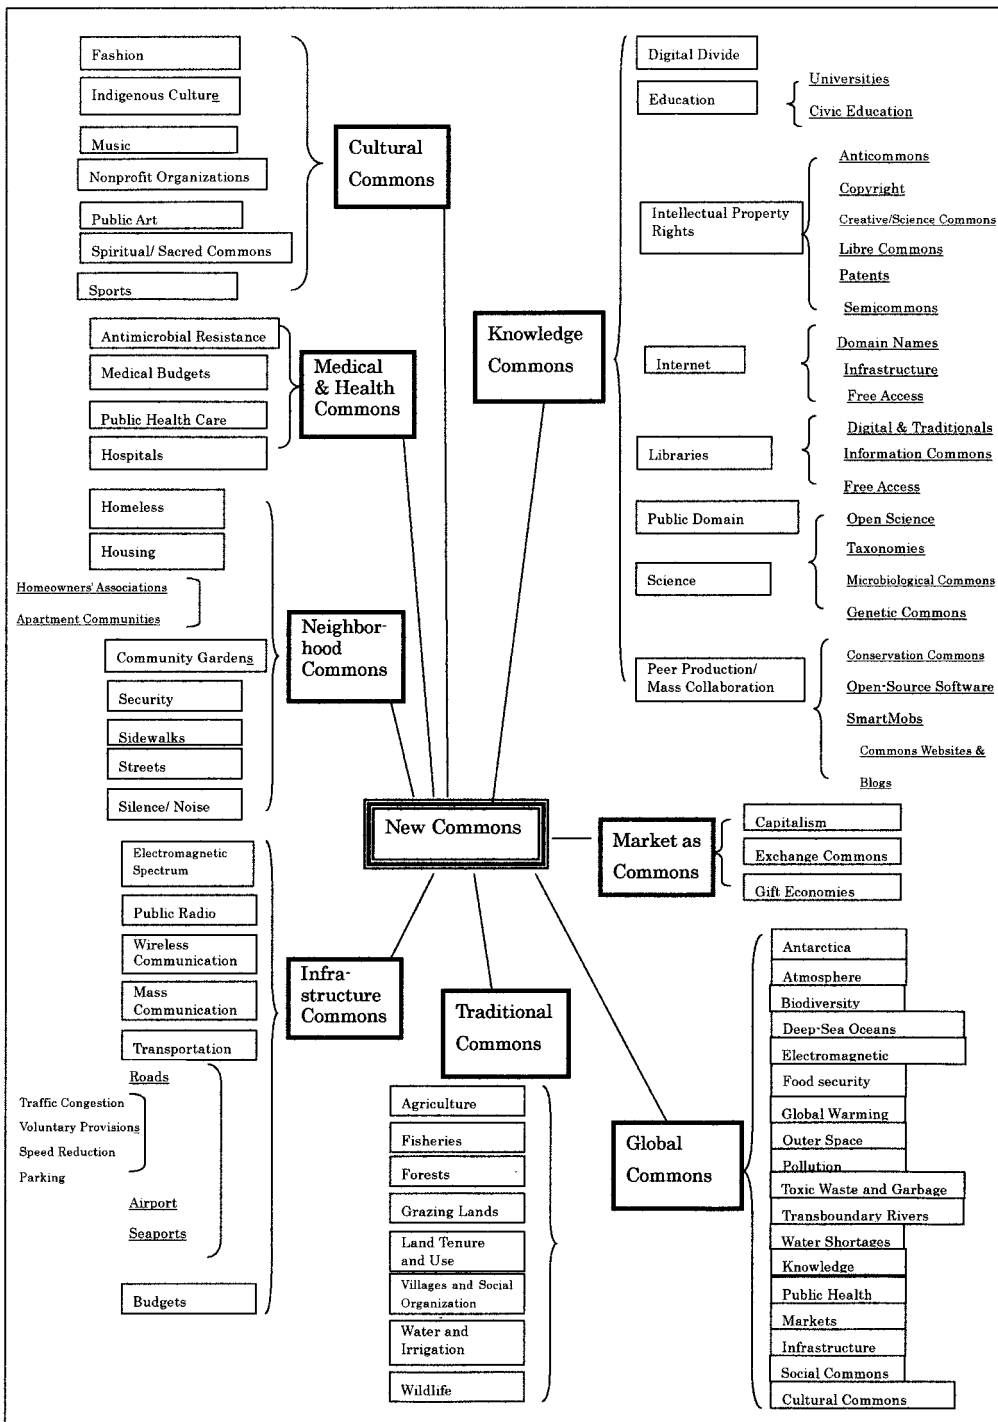 Fashion
Indigenous Culture
Music
Nonprofit Organizations
Public Art
Spiritual/ Sacred Commons
Sports
Cultural
Commons
Antimicrobial Resistance
Medical Budgets
Public Health Care
Hospitals
Medical
& Health
Commons
Homeless
Housing
Homeowners' Associations
Apartment Communities
Community Gardens
Security
Sidewalks
Streets
Silence/ Noise
Neighbor-
hood
Commons
Electromagnetic
Spectrum
Public Radio
Wireless
Communication
Mass
Communication
Transportation
Roads
Traffic Congestion
Voluntary Provisions
Speed Reduction
Parking
Airport
Seaports
Budgets
Infra-
structure
Commons
New Commons
Knowledge
Commons
Digital Divide
Education
Universities
Civic Education
Intellectual Property
Rights
Anticommons
Copyright
Creative/Science Commons
Libre Commons
Patents
Semicommons
Internet
Domain Names
Infrastructure
Free Access
Libraries
Digital & Traditionals
Information Commons
Free Access
Public Domain
Science
Open Science
Taxonomies
Microbiological Commons
Genetic Commons
Peer Production/
Mass Collaboration
Conservation Commons
Open-Source Software
SmartMobs
Commons Websites &
Blogs
Market as
Commons
Capitalism
Exchange Commons
Gift Economies
Traditional
Commons
Agriculture
Fisheries
Forests
Grazing Lands
Land Tenure
and Use
Villages and Social
Organization
Water and
Irrigation
Wildlife
Global
Commons
Antarctica
Atmosphere
Biodiversity
Deep-Sea Oceans
Electromagnetic
Food security
Global Warming
Outer Space
Pollution
Toxic Waste and Garbage
Transboundary Rivers
Water Shortages
Knowledge
Public Health
Markets
Infrastructure
Social Commons
Cultural Commons